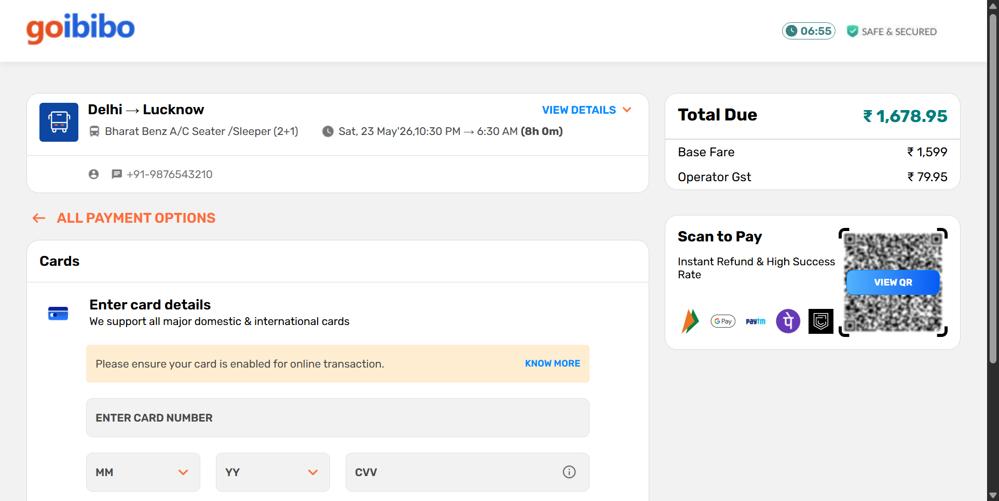 goibibo
06:55
SAFE & SECURED
Delhi → Lucknow
VIEW DETAILS
Bharat Benz A/C Seater /Sleeper (2+1)
Sat, 23 May'26,10:30 PM → 6:30 AM (8h 0m)
+91-9876543210
Total Due
₹ 1,678.95
Base Fare
₹ 1,599
Operator Gst
₹ 79.95
← ALL PAYMENT OPTIONS
Cards
Enter card details
We support all major domestic & international cards
Please ensure your card is enabled for online transaction.
KNOW MORE
ENTER CARD NUMBER
MM
YY
CVV
Scan to Pay
Instant Refund & High Success
Rate
VIEW QR
G Pay
paytm
पे